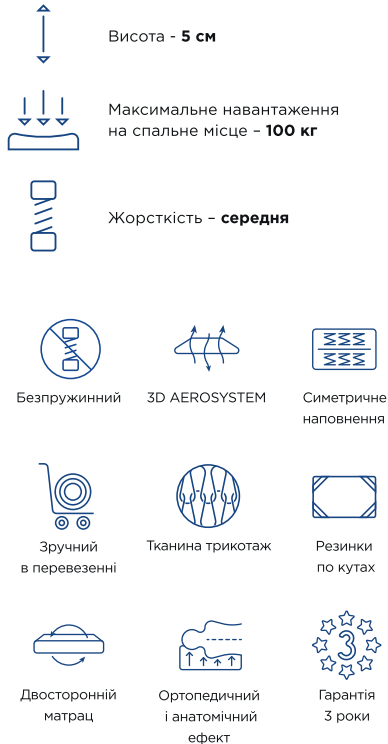 Висота - 5 см
Максимальне навантаження
на спальне місце – 100 кг
Жорсткість – середня
Безпружинний
3D AEROSYSTEM
Симетричне
наповнення
Зручний
в перевезенні
Тканина трикотаж
Резинки
по кутах
Двосторонній
матрац
Ортопедичний
і анатомічний
ефект
3
Гарантія
3 роки